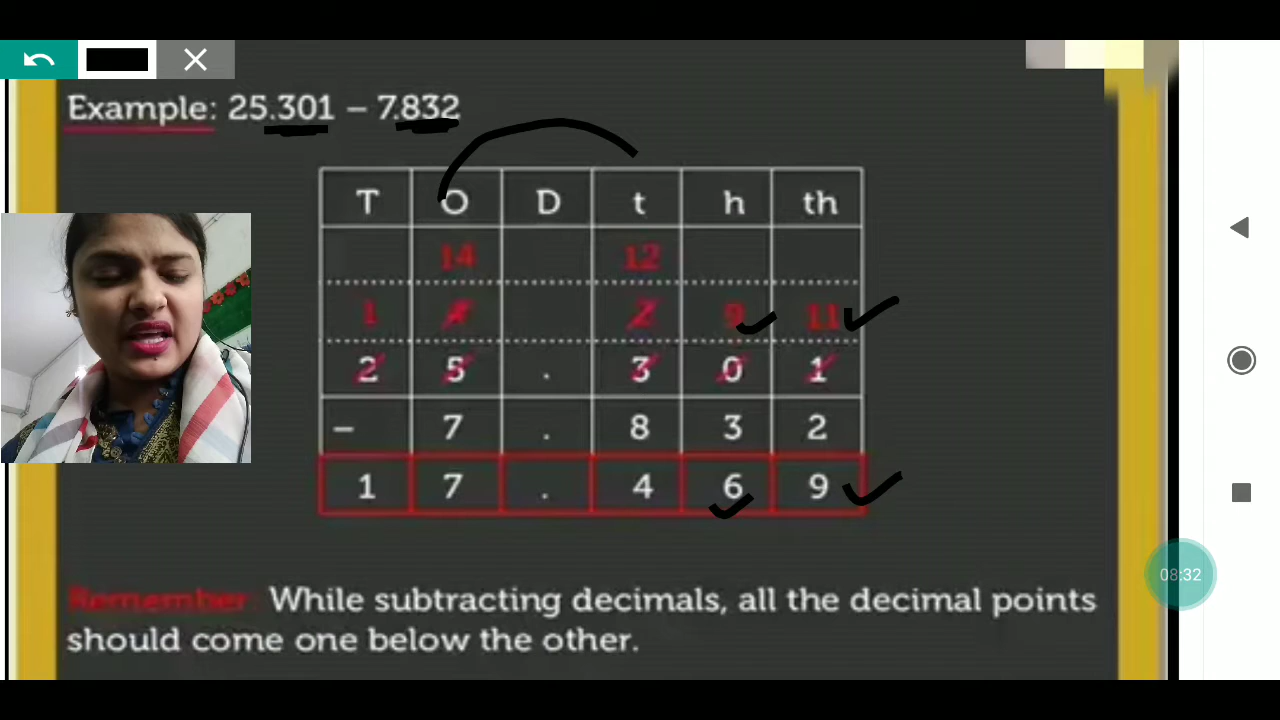 Example: 25.301 – 7.832
T O D t h th
14 12
1 4 2 9 11
2 5 . 3 0 1
– 7 . 8 3 2
1 7 . 4 6 9
Remember: While subtracting decimals, all the decimal points
should come one below the other.
08:32